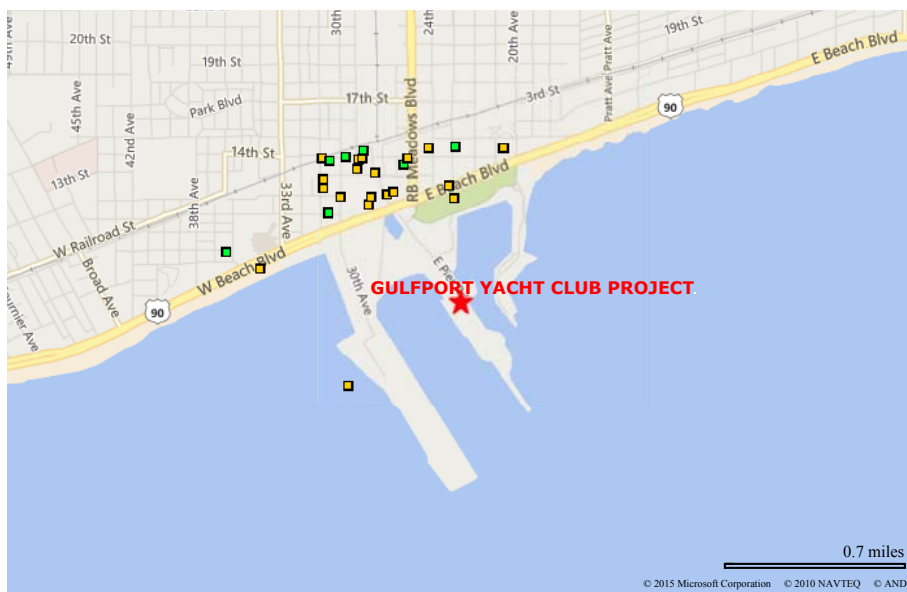 49th Ave
20th St
30th
24th
20th Ave
Pratt Ave
Pratt Ave
19th St
E Beach Blvd
19th St
45th Ave
42nd Ave
Park Blvd
17th St
RB Meadows Blvd
3rd St
90
14th St
13th St
38th Ave
33rd Ave
E Beach Blvd
W Railroad St
W Beach Blvd
Broad Ave
30th Ave
E Pier
GULFPORT YACHT CLUB PROJECT
90
Ave
0.7 miles
© 2015 Microsoft Corporation © 2010 NAVTEQ © AND